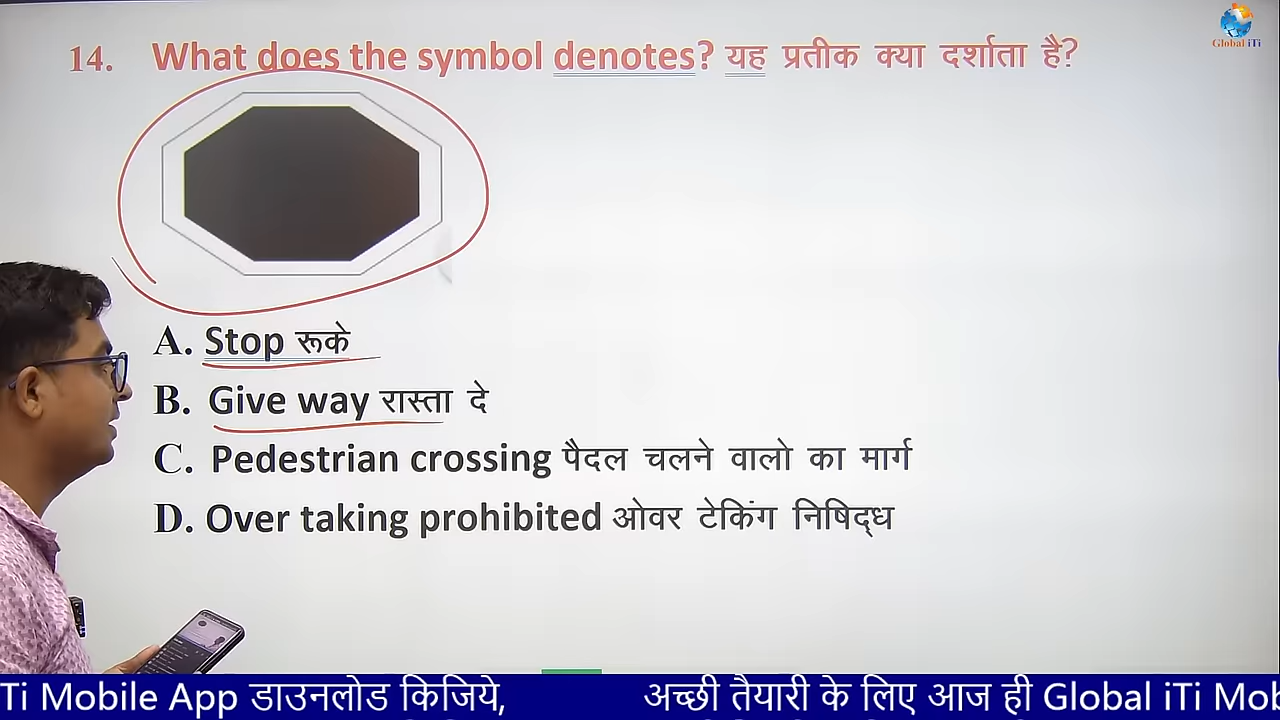 Global iTi
14. What does the symbol denotes? यह प्रतीक क्या दर्शाता है?
A. Stop रूके
B. Give way रास्ता दे
C. Pedestrian crossing पैदल चलने वालो का मार्ग
D. Over taking prohibited ओवर टेकिंग निषिद्ध
Ti Mobile App डाउनलोड किजिये, अच्छी तैयारी के लिए आज ही Global iTi Mob